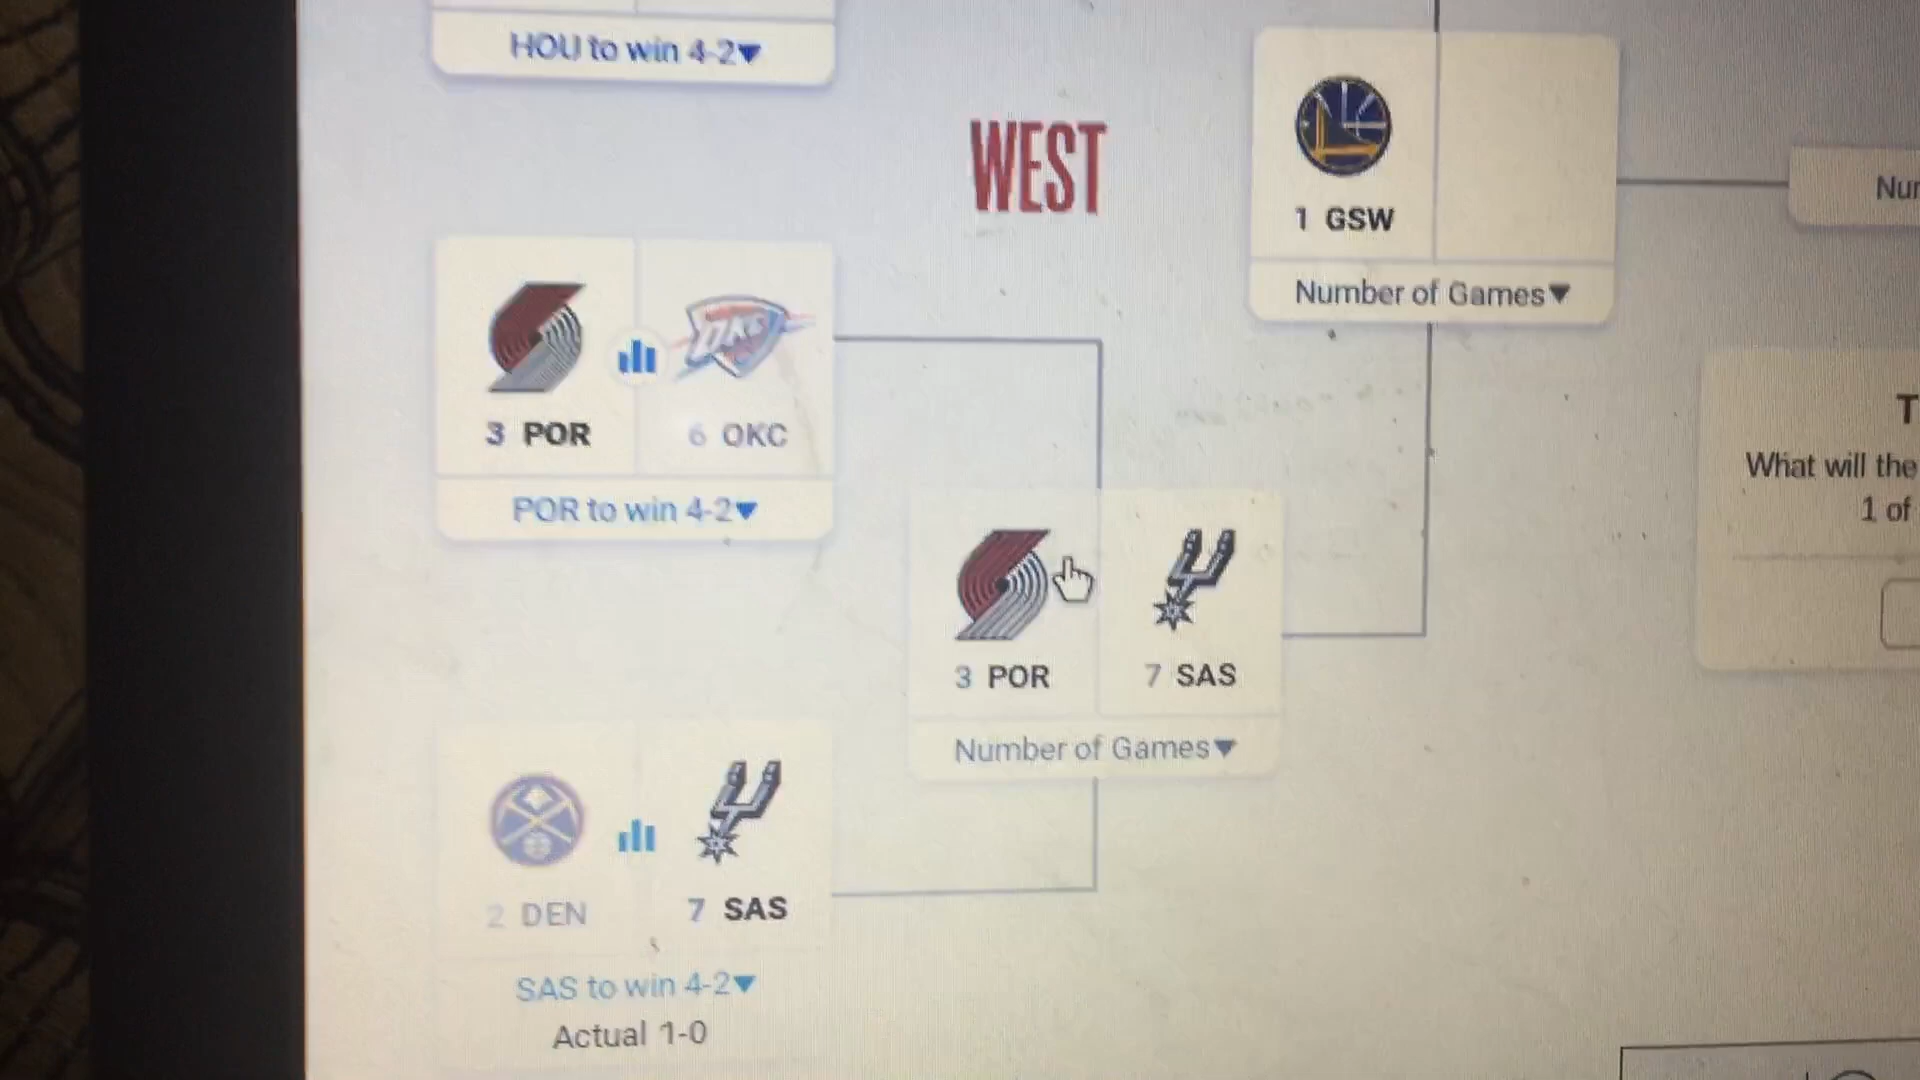 HOU to win 4-2▼
WEST
1 GSW
Number of Games▼
3 POR
6 OKC
POR to win 4-2▼
What will the
1 of
3 POR
7 SAS
Number of Games▼
2 DEN
7 SAS
SAS to win 4-2▼
Actual 1-0